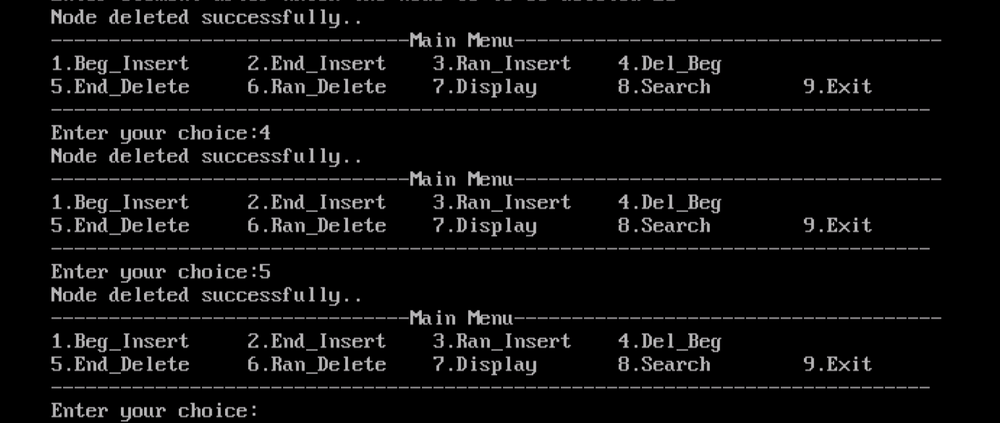 Node deleted successfully..
-------------------------------Main Menu-------------------------------------
1.Beg_Insert 2.End_Insert 3.Ran_Insert 4.Del_Beg
5.End_Delete 6.Ran_Delete 7.Display 8.Search 9.Exit
----------------------------------------------------------------------------
Enter your choice:4
Node deleted successfully..
-------------------------------Main Menu-------------------------------------
1.Beg_Insert 2.End_Insert 3.Ran_Insert 4.Del_Beg
5.End_Delete 6.Ran_Delete 7.Display 8.Search 9.Exit
----------------------------------------------------------------------------
Enter your choice:5
Node deleted successfully..
-------------------------------Main Menu-------------------------------------
1.Beg_Insert 2.End_Insert 3.Ran_Insert 4.Del_Beg
5.End_Delete 6.Ran_Delete 7.Display 8.Search 9.Exit
----------------------------------------------------------------------------
Enter your choice: